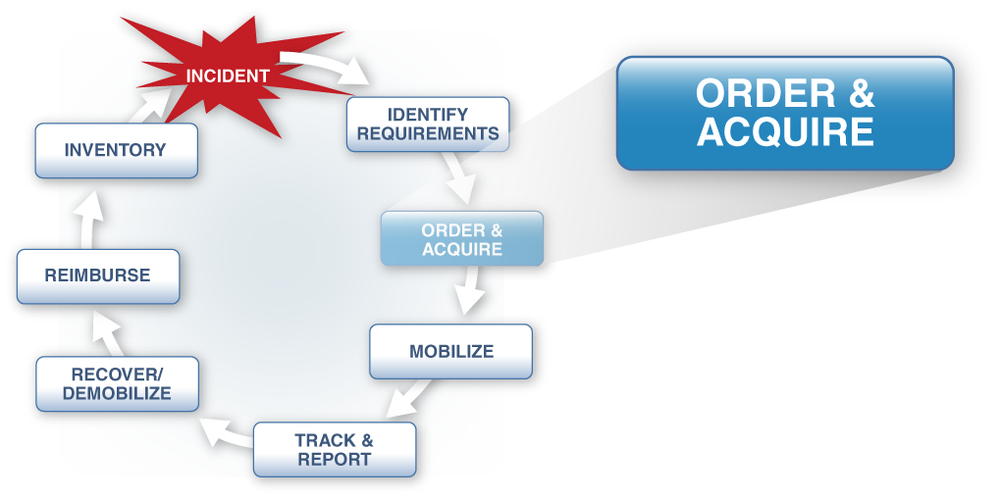 INCIDENT
IDENTIFY
REQUIREMENTS
ORDER &
ACQUIRE
MOBILIZE
TRACK &
REPORT
RECOVER/
DEMOBILIZE
REIMBURSE
INVENTORY
ORDER &
ACQUIRE